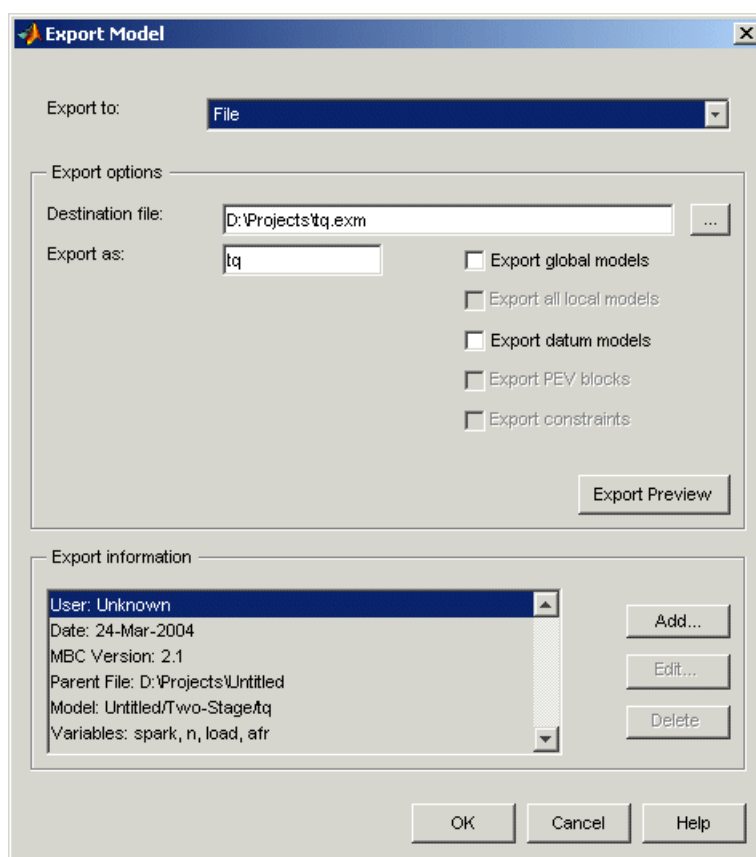 Export Model
Export to:
File
Export options
Destination file:
D:\Projects\tq.exm
...
Export as:
tq
Export global models
Export all local models
Export datum models
Export PEV blocks
Export constraints
Export Preview
Export information
User: Unknown
Date: 24-Mar-2004
MBC Version: 2.1
Parent File: D:\Projects\Untitled
Model: Untitled/Two-Stage/tq
Variables: spark, n, load, afr
Add...
Edit...
Delete
OK
Cancel
Help